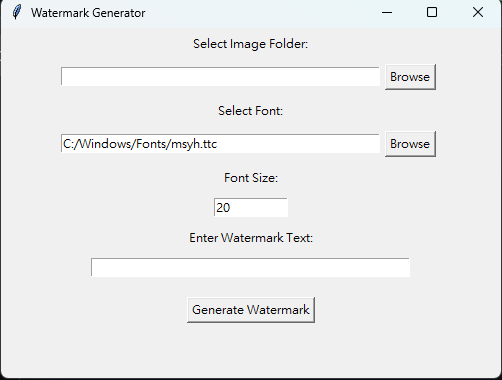 Watermark Generator
Select Image Folder:
Browse
Select Font:
C:/Windows/Fonts/msyh.ttc Browse
Font Size:
20
Enter Watermark Text:
Generate Watermark